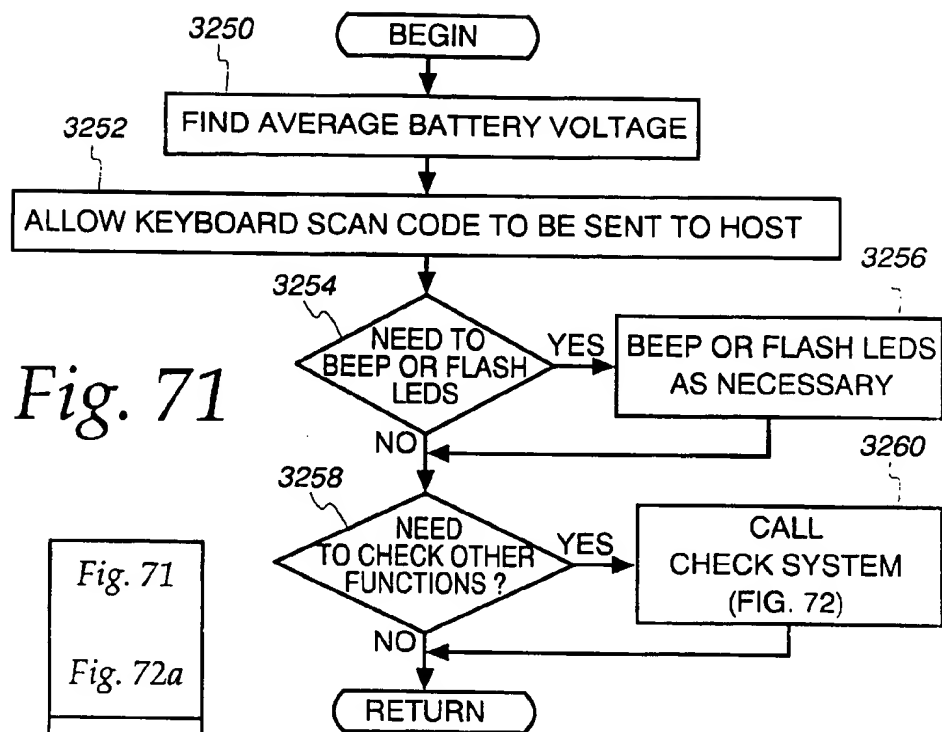 3250
BEGIN
FIND AVERAGE BATTERY VOLTAGE
3252
ALLOW KEYBOARD SCAN CODE TO BE SENT TO HOST
3254
NEED TO
BEEP OR FLASH
LEDS
YES
3256
BEEP OR FLASH LEDS
AS NECESSARY
NO
Fig. 71
3258
NEED
TO CHECK OTHER
FUNCTIONS ?
YES
3260
CALL
CHECK SYSTEM
(FIG. 72)
NO
RETURN
Fig. 71
Fig. 72a